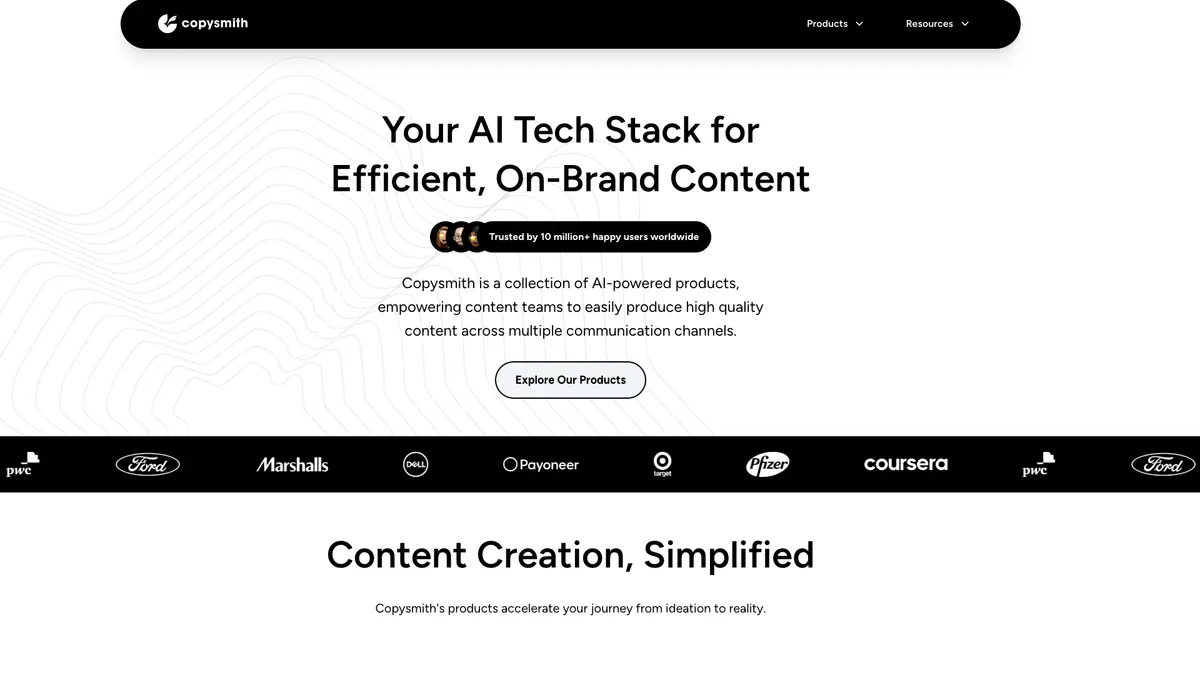 copysmith
Products
Resources
Your AI Tech Stack for
Efficient, On-Brand Content
Trusted by 10 million+ happy users worldwide
Copysmith is a collection of AI-powered products,
empowering content teams to easily produce high quality
content across multiple communication channels.
Explore Our Products
pwc
Ford
Marshalls
DELL
Payoneer
target
Pfizer
coursera
pwc
Ford
Content Creation, Simplified
Copysmith's products accelerate your journey from ideation to reality.